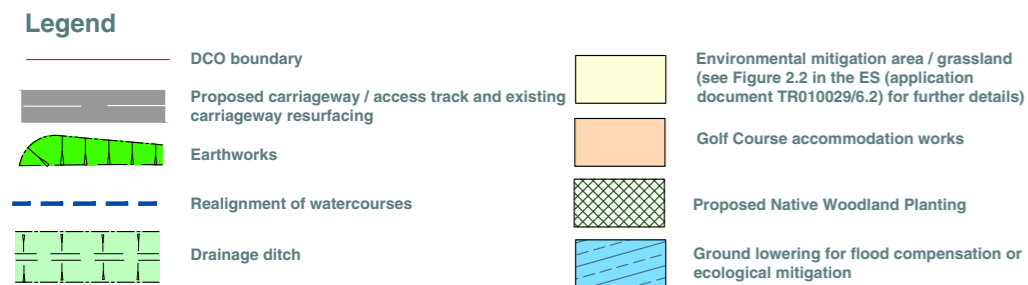 Legend
DCO boundary
Proposed carriageway / access track and existing
carriageway resurfacing
Earthworks
Realignment of watercourses
Drainage ditch
Environmental mitigation area / grassland
(see Figure 2.2 in the ES (application
document TR010029/6.2) for further details)
Golf Course accommodation works
Proposed Native Woodland Planting
Ground lowering for flood compensation or
ecological mitigation